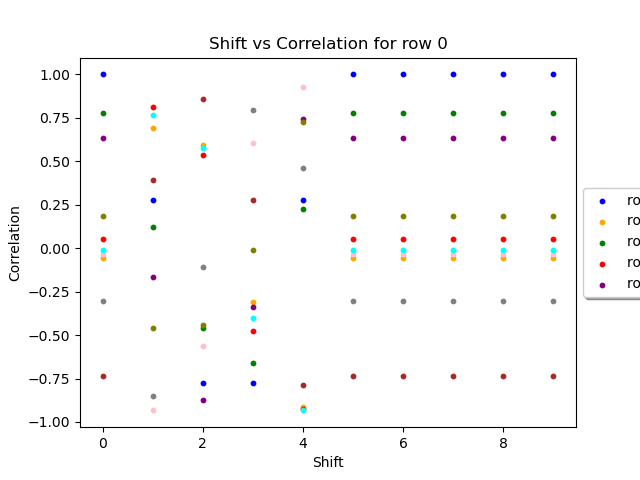 Shift vs Correlation for row 0
1.00
0.75
0.50
0.25
0.00
−0.25
−0.50
−0.75
−1.00
Correlation
0
2
4
6
8
Shift
ro
ro
ro
ro
ro